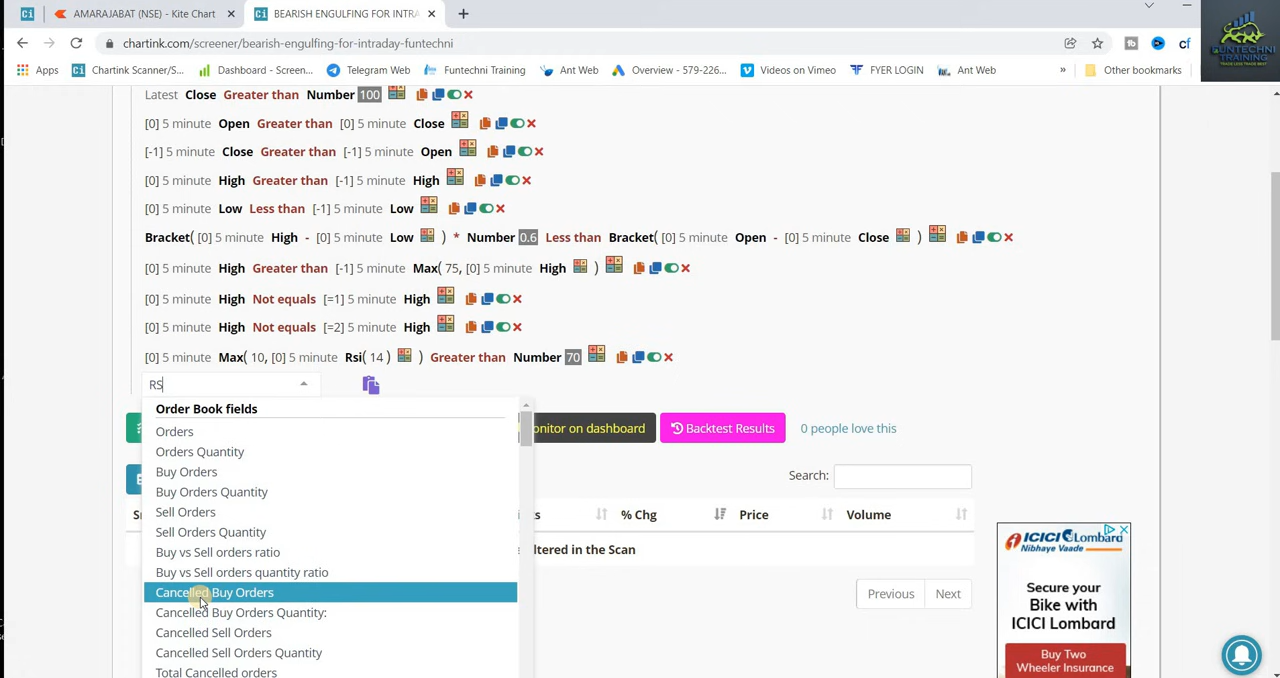 Ci AMARAJABAT (NSE) - Kite Chart × Ci BEARISH ENGULFING FOR INTRA × +
chartink.com/screener/bearish-engulfing-for-intraday-funtechni
Apps Ci Chartink Scanner/S... Dashboard - Screen... Telegram Web Funtechni Training Ant Web Overview - 579-226... Videos on Vimeo FYER LOGIN Ant Web » Other bookmarks
FUNTECHNI
TRAINING
TRADE LESS TRADE BEST
Latest Close Greater than Number 100
[0] 5 minute Open Greater than [0] 5 minute Close
[-1] 5 minute Close Greater than [-1] 5 minute Open
[0] 5 minute High Greater than [-1] 5 minute High
[0] 5 minute Low Less than [-1] 5 minute Low
Bracket( [0] 5 minute High - [0] 5 minute Low ) * Number 0.6 Less than Bracket( [0] 5 minute Open - [0] 5 minute Close )
[0] 5 minute High Greater than [-1] 5 minute Max( 75, [0] 5 minute High )
[0] 5 minute High Not equals [=1] 5 minute High
[0] 5 minute High Not equals [=2] 5 minute High
[0] 5 minute Max( 10, [0] 5 minute Rsi( 14 ) ) Greater than Number 70
RS
Order Book fields
Orders
Orders Quantity
Buy Orders
Buy Orders Quantity
Sell Orders
Sell Orders Quantity
Buy vs Sell orders ratio
Buy vs Sell orders quantity ratio
Cancelled Buy Orders
Cancelled Buy Orders Quantity:
Cancelled Sell Orders
Cancelled Sell Orders Quantity
Total Cancelled orders
onitor on dashboard Backtest Results 0 people love this
Search:
% Chg Price Volume
ltered in the Scan
Previous Next
ICICI Lombard
Nibhaye Vaade
Secure your
Bike with
ICICI Lombard
Buy Two
Wheeler Insurance